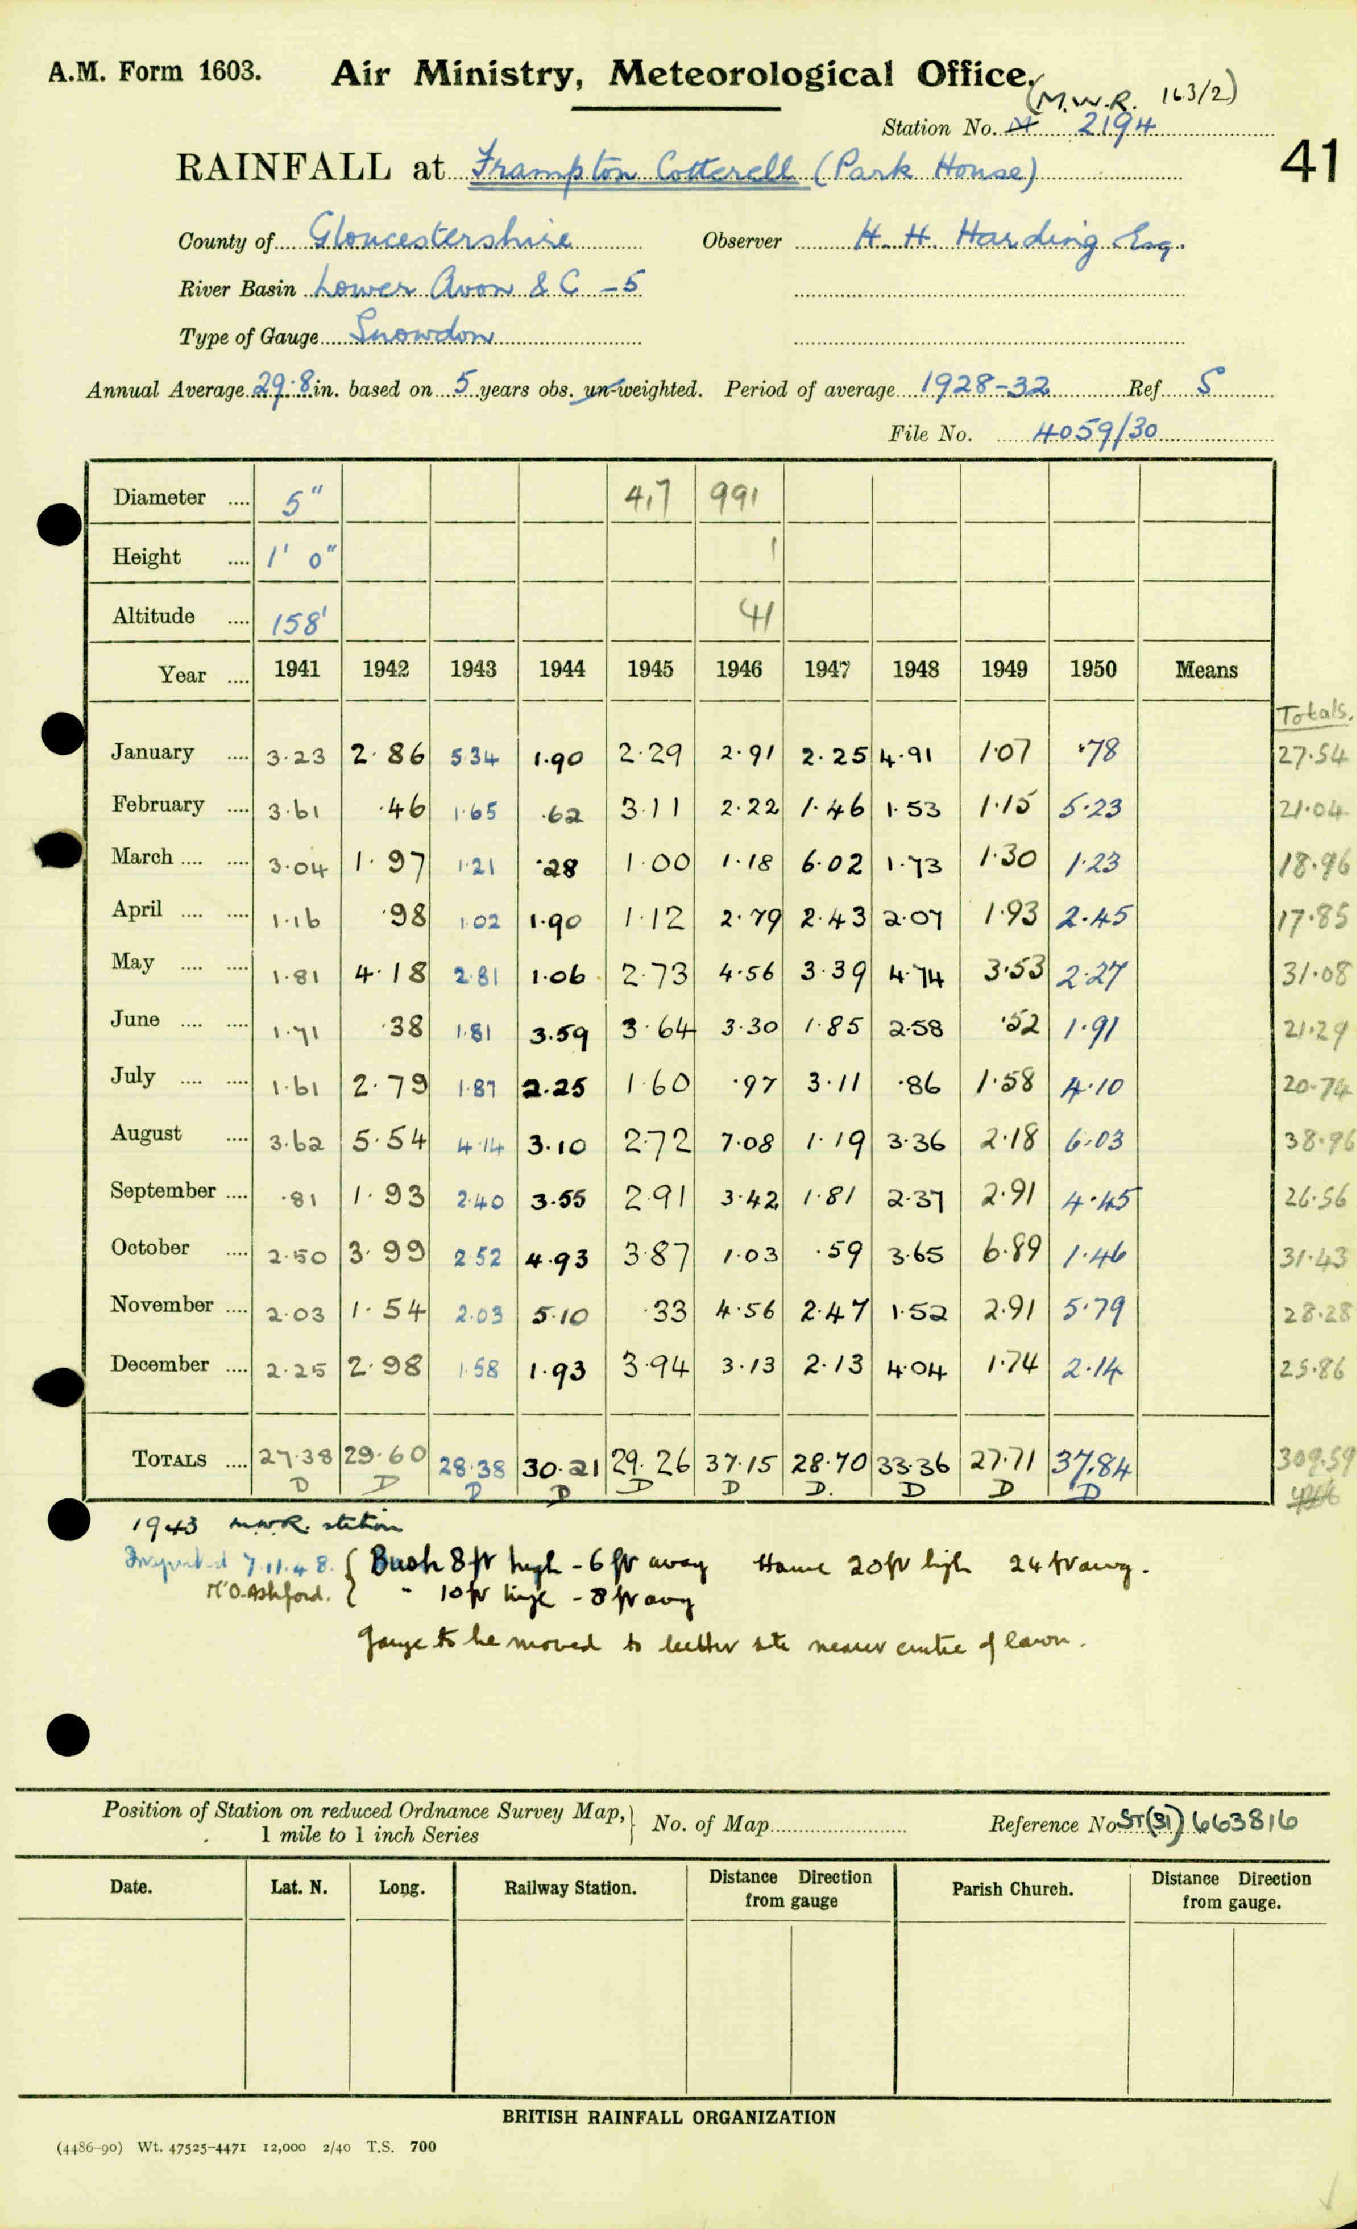 A.M. Form 1603. Air Ministry, Meteorological Office.
(M.W.R. 163/2)
Station No. 2194
41
RAINFALL at Frampton Cotterell (Park House)
County of Gloucestershire Observer H. H. Harding Esq.
River Basin Lower Avon &C - 5
Type of Gauge Snowdon
Annual Average 29.8 in. based on 5 years obs. un-weighted. Period of average 1928-32 Ref S
File No. 4059/30
Diameter .... 5" 4,7 991
Height .... 1' 0" 1
Altitude .... 158' 41
Year .... 1941 1942 1943 1944 1945 1946 1947 1948 1949 1950 Means
Totals.
January .... 3.23 2.86 5.34 1.90 2.29 2.91 2.25 4.91 1.07 .78 27.54
February .... 3.61 .46 1.65 .62 3.11 2.22 1.46 1.53 1.15 5.23 21.04
March .... .... 3.04 1.97 1.21 .28 1.00 1.18 6.02 1.73 1.30 1.23 18.96
April .... .... 1.16 .98 1.02 1.90 1.12 2.79 2.43 2.07 1.93 2.45 17.85
May .... .... 1.81 4.18 2.81 1.06 2.73 4.56 3.39 4.74 3.53 2.27 31.08
June .... .... 1.71 .38 1.81 3.59 3.64 3.30 1.85 2.58 .52 1.91 21.29
July .... .... 1.61 2.79 1.87 2.25 1.60 .97 3.11 .86 1.58 4.10 20.74
August .... 3.62 5.54 4.14 3.10 2.72 7.08 1.19 3.36 2.18 6.03 38.96
September .... .81 1.93 2.40 3.55 2.91 3.42 1.81 2.37 2.91 4.45 26.56
October .... 2.50 3.99 2.52 4.93 3.87 1.03 .59 3.65 6.89 1.46 31.43
November .... 2.03 1.54 2.03 5.10 .33 4.56 2.47 1.52 2.91 5.79 28.28
December .... 2.25 2.98 1.58 1.93 3.94 3.13 2.13 4.04 1.74 2.14 25.86
TOTALS .... 27.38 29.60 28.38 30.21 29.26 37.15 28.70 33.36 27.71 37.84 309.59
D D D D D D D. D D D
1943 M.W.R. station
Inspected 7.11.48. { Bush 8 ft high - 6 ft away House 20 ft high 24 ft away.
M.O. Ashford. { " 10 ft high - 8 ft away
Gauge to be moved to better site nearer centre of lawn.
Position of Station on reduced Ordnance Survey Map,
1 mile to 1 inch Series
No. of Map Reference No. ST(31) 663816
Date. Lat. N. Long. Railway Station. Distance Direction from gauge Parish Church. Distance Direction from gauge.
BRITISH RAINFALL ORGANIZATION
(4486-90) Wt. 47525-4471 12,000 2/40 T.S. 700